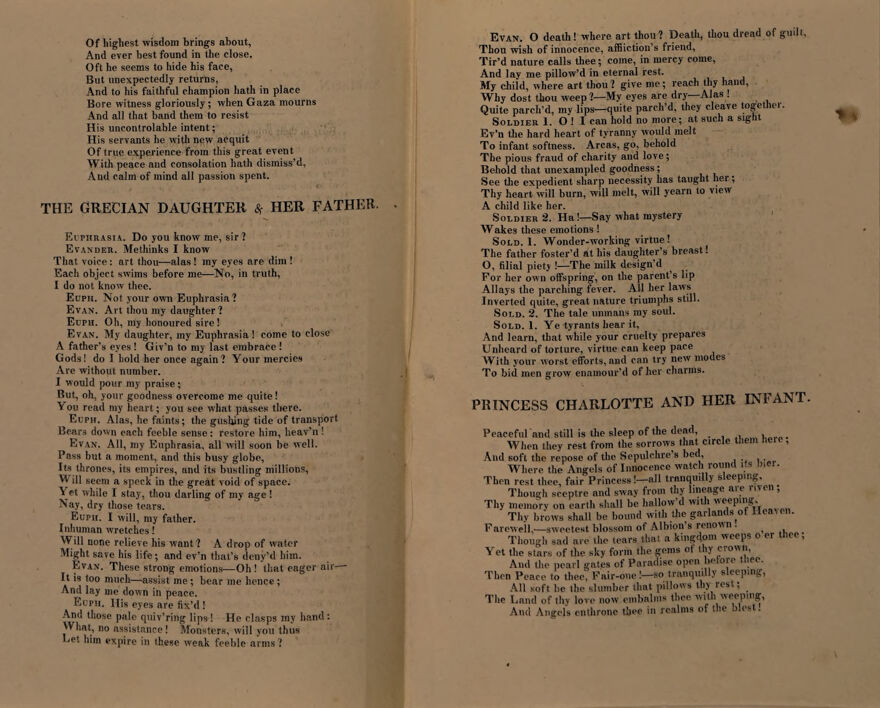 Of highest wisdom brings about,
And ever best found in the close.
Oft he seems to hide his face,
But unexpectedly returns,
And to his faithful champion hath in place
Bore witness gloriously; when Gaza mourns
And all that band them to resist
His uncontrolable intent;
His servants he with new acquit
Of true experience from this great event
With peace and consolation hath dismiss'd,
And calm of mind all passion spent.
THE GRECIAN DAUGHTER & HER FATHER.
EUPHRASIA. Do you know me, sir?
EVANDER. Methinks I know
That voice: art thou—alas! my eyes are dim!
Each object swims before me—No, in truth,
I do not know thee.
EUPH. Not your own Euphrasia?
EVAN. Art thou my daughter?
EUPH. Oh, my honoured sire!
EVAN. My daughter, my Euphrasia! come to close
A father's eyes! Giv'n to my last embrace!
Gods! do I hold her once again? Your mercies
Are without number.
I would pour my praise;
But, oh, your goodness overcome me quite!
You read my heart; you see what passes there.
EUPH. Alas, he faints; the gushing tide of transport
Bears down each feeble sense: restore him, heav'n!
EVAN. All, my Euphrasia, all will soon be well.
Pass but a moment, and this busy globe,
Its thrones, its empires, and its bustling millions,
Will seem a speck in the great void of space.
Yet while I stay, thou darling of my age!
Nay, dry those tears.
EUPH. I will, my father.
Inhuman wretches!
Will none relieve his want? A drop of water
Might save his life; and ev'n that's deny'd him.
EVAN. These strong emotions—Oh! that eager air—
It is too much—assist me; bear me hence;
And lay me down in peace.
EUPH. His eyes are fix'd!
And those pale quiv'ring lips! He clasps my hand:
What, no assistance! Monsters, will you thus
Let him expire in these weak feeble arms?
EVAN. O death! where art thou? Death, thou dread of guilt,
Thou wish of innocence, affliction's friend,
Tir'd nature calls thee; come, in mercy come,
And lay me pillow'd in eternal rest.
My child, where art thou? give me; reach thy hand,
Why dost thou weep?—My eyes are dry—Alas!
Quite parch'd, my lips—quite parch'd, they cleave together.
SOLDIER 1. O! I can hold no more; at such a sight
Ev'n the hard heart of tyranny would melt
To infant softness. Arcas, go, behold
The pious fraud of charity and love;
Behold that unexampled goodness;
See the expedient sharp necessity has taught her;
Thy heart will burn, will melt, will yearn to view
A child like her.
SOLDIER 2. Ha!—Say what mystery
Wakes these emotions!
SOLD. 1. Wonder-working virtue!
The father foster'd at his daughter's breast!
O, filial piety!—The milk design'd
For her own offspring, on the parent's lip
Allays the parching fever. All her laws
Inverted quite, great nature triumphs still.
SOLD. 2. The tale unmans my soul.
SOLD. 1. Ye tyrants hear it,
And learn, that while your cruelty prepares
Unheard of torture, virtue can keep pace
With your worst efforts, and can try new modes
To bid men grow enamour'd of her charms.
PRINCESS CHARLOTTE AND HER INFANT.
Peaceful and still is the sleep of the dead,
When they rest from the sorrows that circle them here;
And soft the repose of the Sepulchre's bed,
Where the Angels of Innocence watch round its bier.
Then rest thee, fair Princess!—all tranquilly sleeping,
Though sceptre and sway from thy lineage are riven;
Thy memory on earth shall be hallow'd with weeping,
Thy brows shall be bound with the garlands of Heaven.
Farewell,—sweetest blossom of Albion's renown!
Though sad are the tears that a kingdom weeps o'er thee;
Yet the stars of the sky form the gems of thy crown,
And the pearl gates of Paradise open before thee.
Then Peace to thee, Fair-one!—so tranquilly sleeping,
All soft be the slumber that pillows thy rest;
The Land of thy love now embalms thee with weeping,
And Angels enthrone thee in realms of the blest!